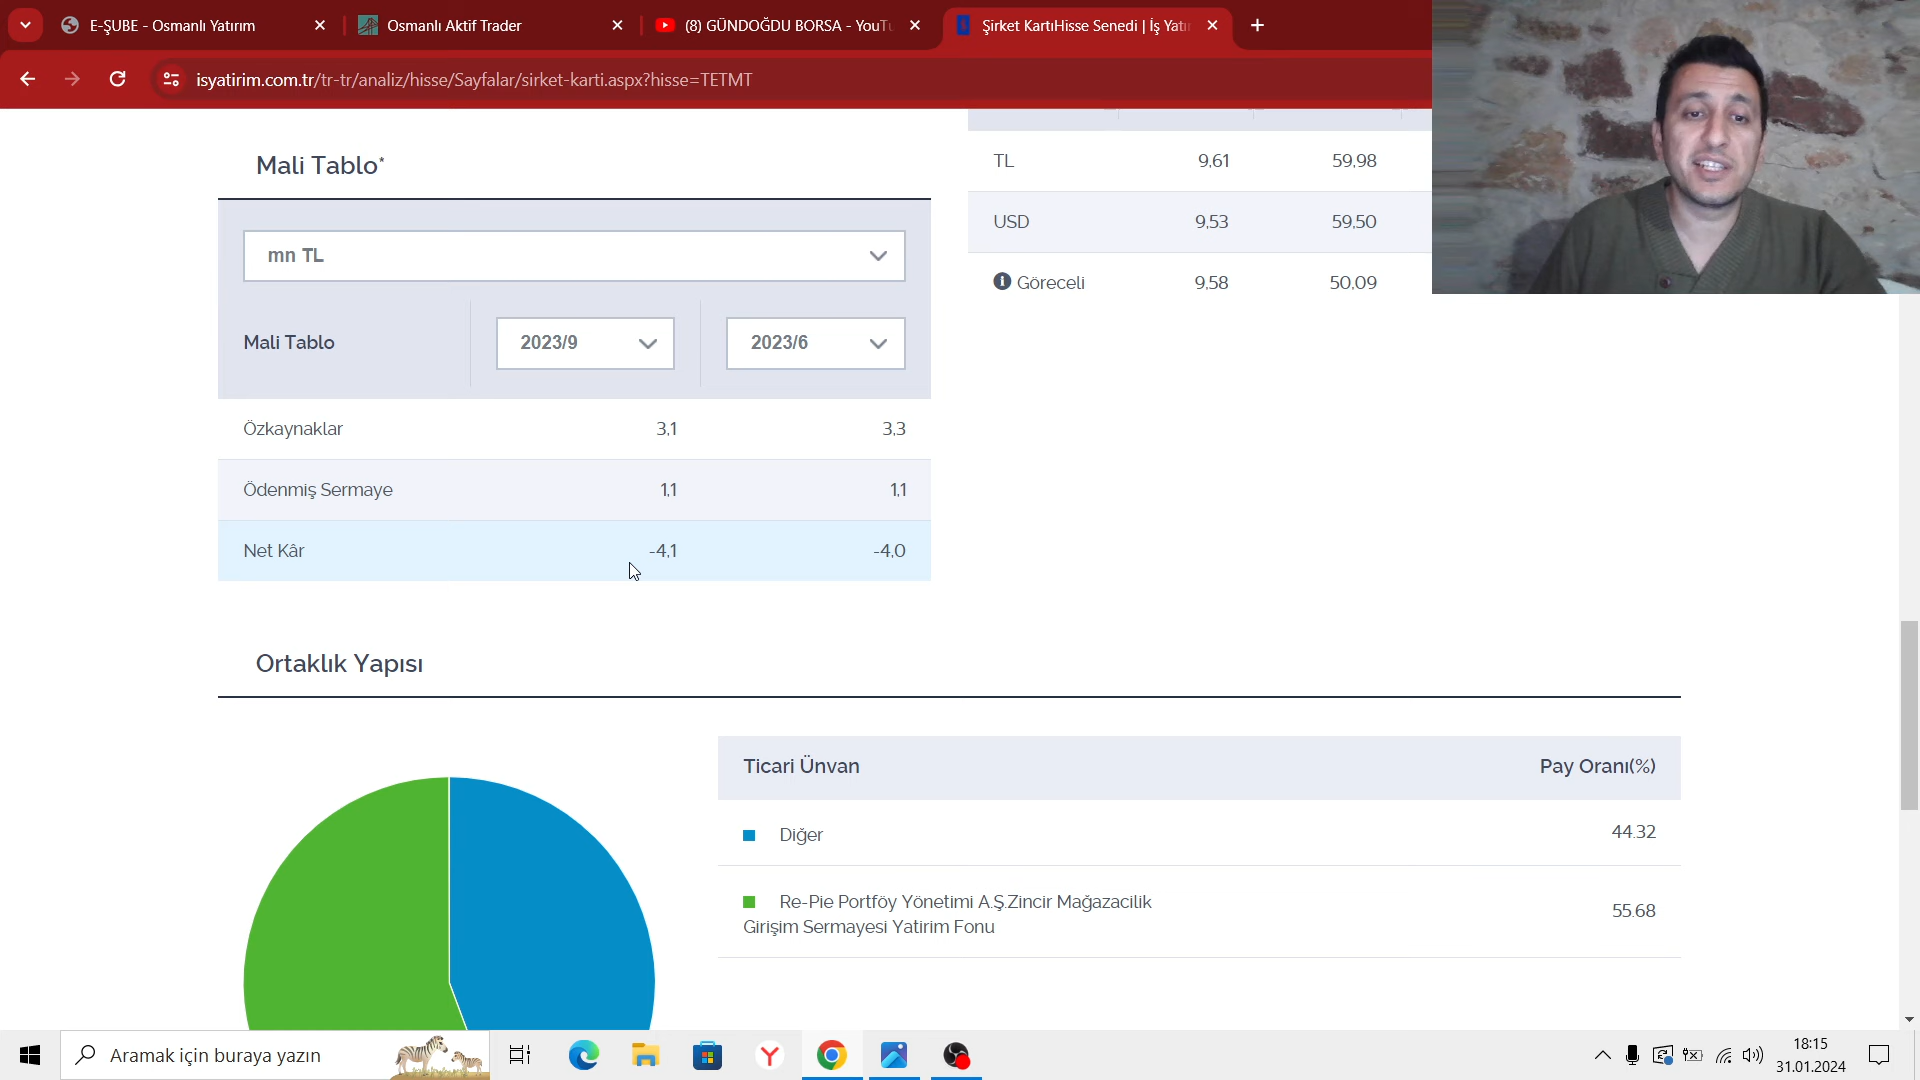 E-ŞUBE - Osmanlı Yatırım
Osmanlı Aktif Trader
(8) GÜNDOĞDU BORSA - YouTu
Şirket KartıHisse Senedi | İş Yatır
isyatirim.com.tr/tr-tr/analiz/hisse/Sayfalar/sirket-karti.aspx?hisse=TETMT
Mali Tablo*
mn TL
Mali Tablo 2023/9 2023/6
Özkaynaklar 3,1 3,3
Ödenmiş Sermaye 1,1 1,1
Net Kâr -4,1 -4,0
TL 9,61 59,98
USD 9,53 59,50
Göreceli 9,58 50,09
Ortaklık Yapısı
Ticari Ünvan Pay Oranı(%)
Diğer 44.32
Re-Pie Portföy Yönetimi A.Ş.Zincir Mağazacilik
Girişim Sermayesi Yatirim Fonu 55.68
Aramak için buraya yazın
18:15
31.01.2024